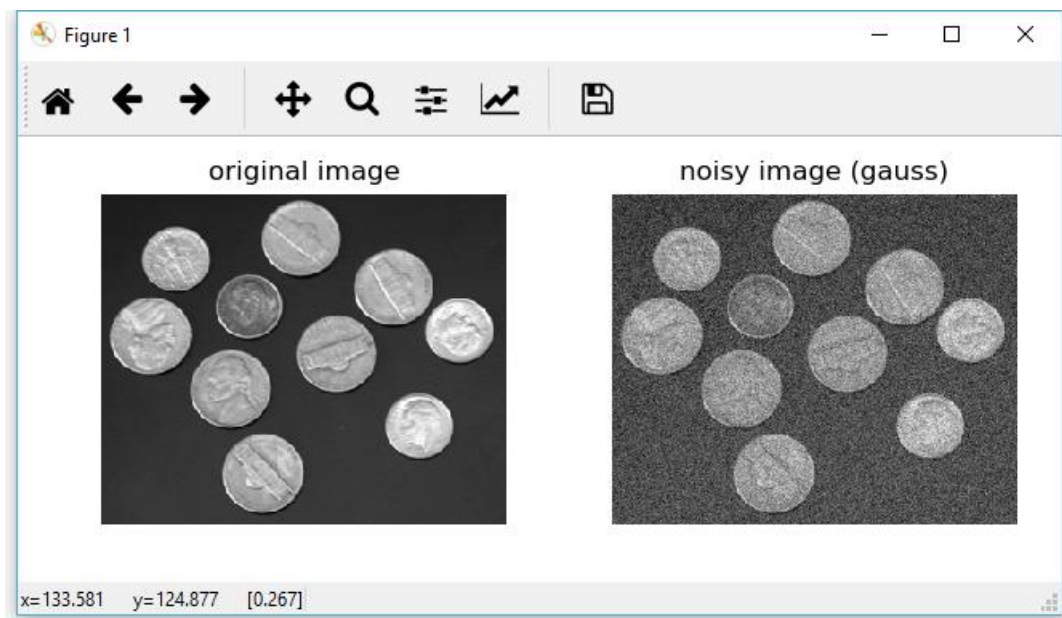 Figure 1
original image
noisy image (gauss)
x=133.581 y=124.877 [0.267]